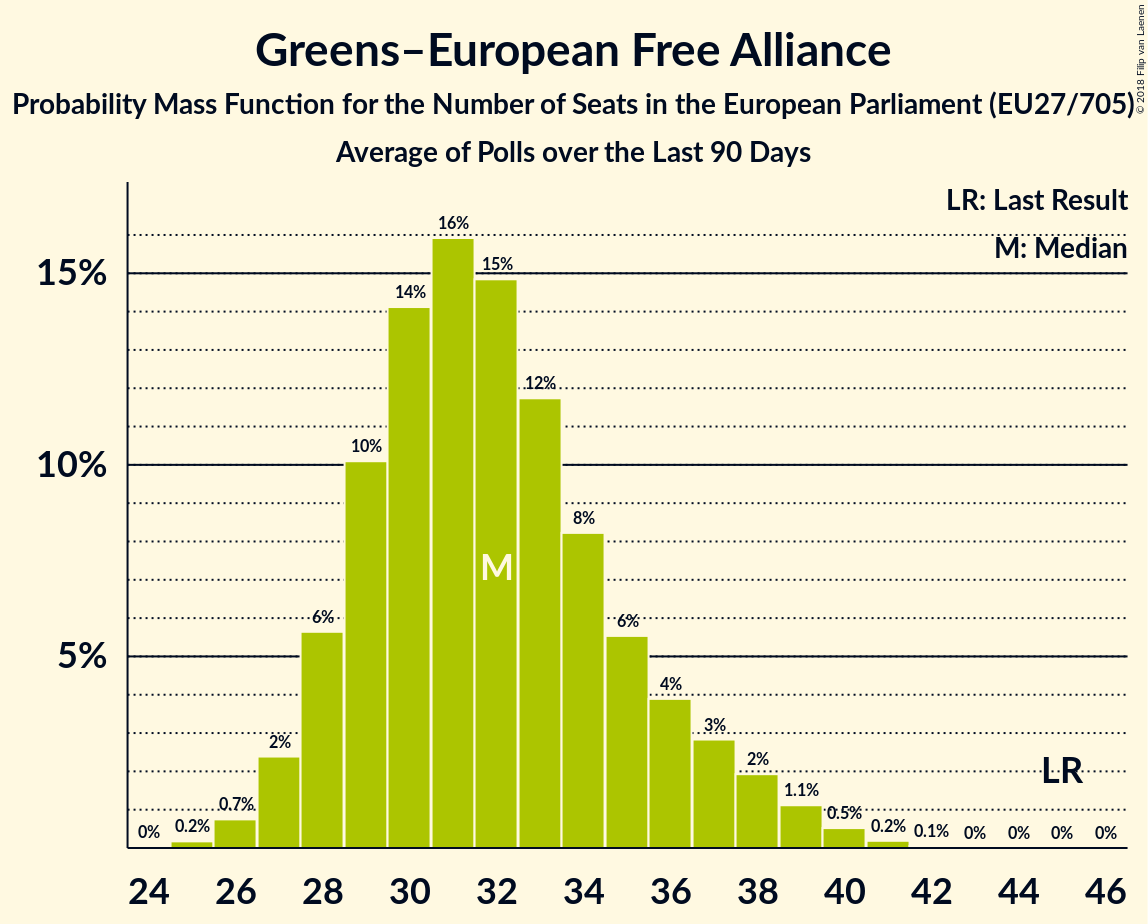 Greens–European Free Alliance
Probability Mass Function for the Number of Seats in the European Parliament (EU27/705)
Average of Polls over the Last 90 Days
© 2018 Filip van Laenen
LR: Last Result
M: Median
15%
10%
5%
0%
0.2%
0.7%
2%
6%
10%
14%
16%
15%
12%
8%
6%
4%
3%
2%
1.1%
0.5%
0.2%
0.1%
0%
0%
0%
0%
M
LR
24 26 28 30 32 34 36 38 40 42 44 46